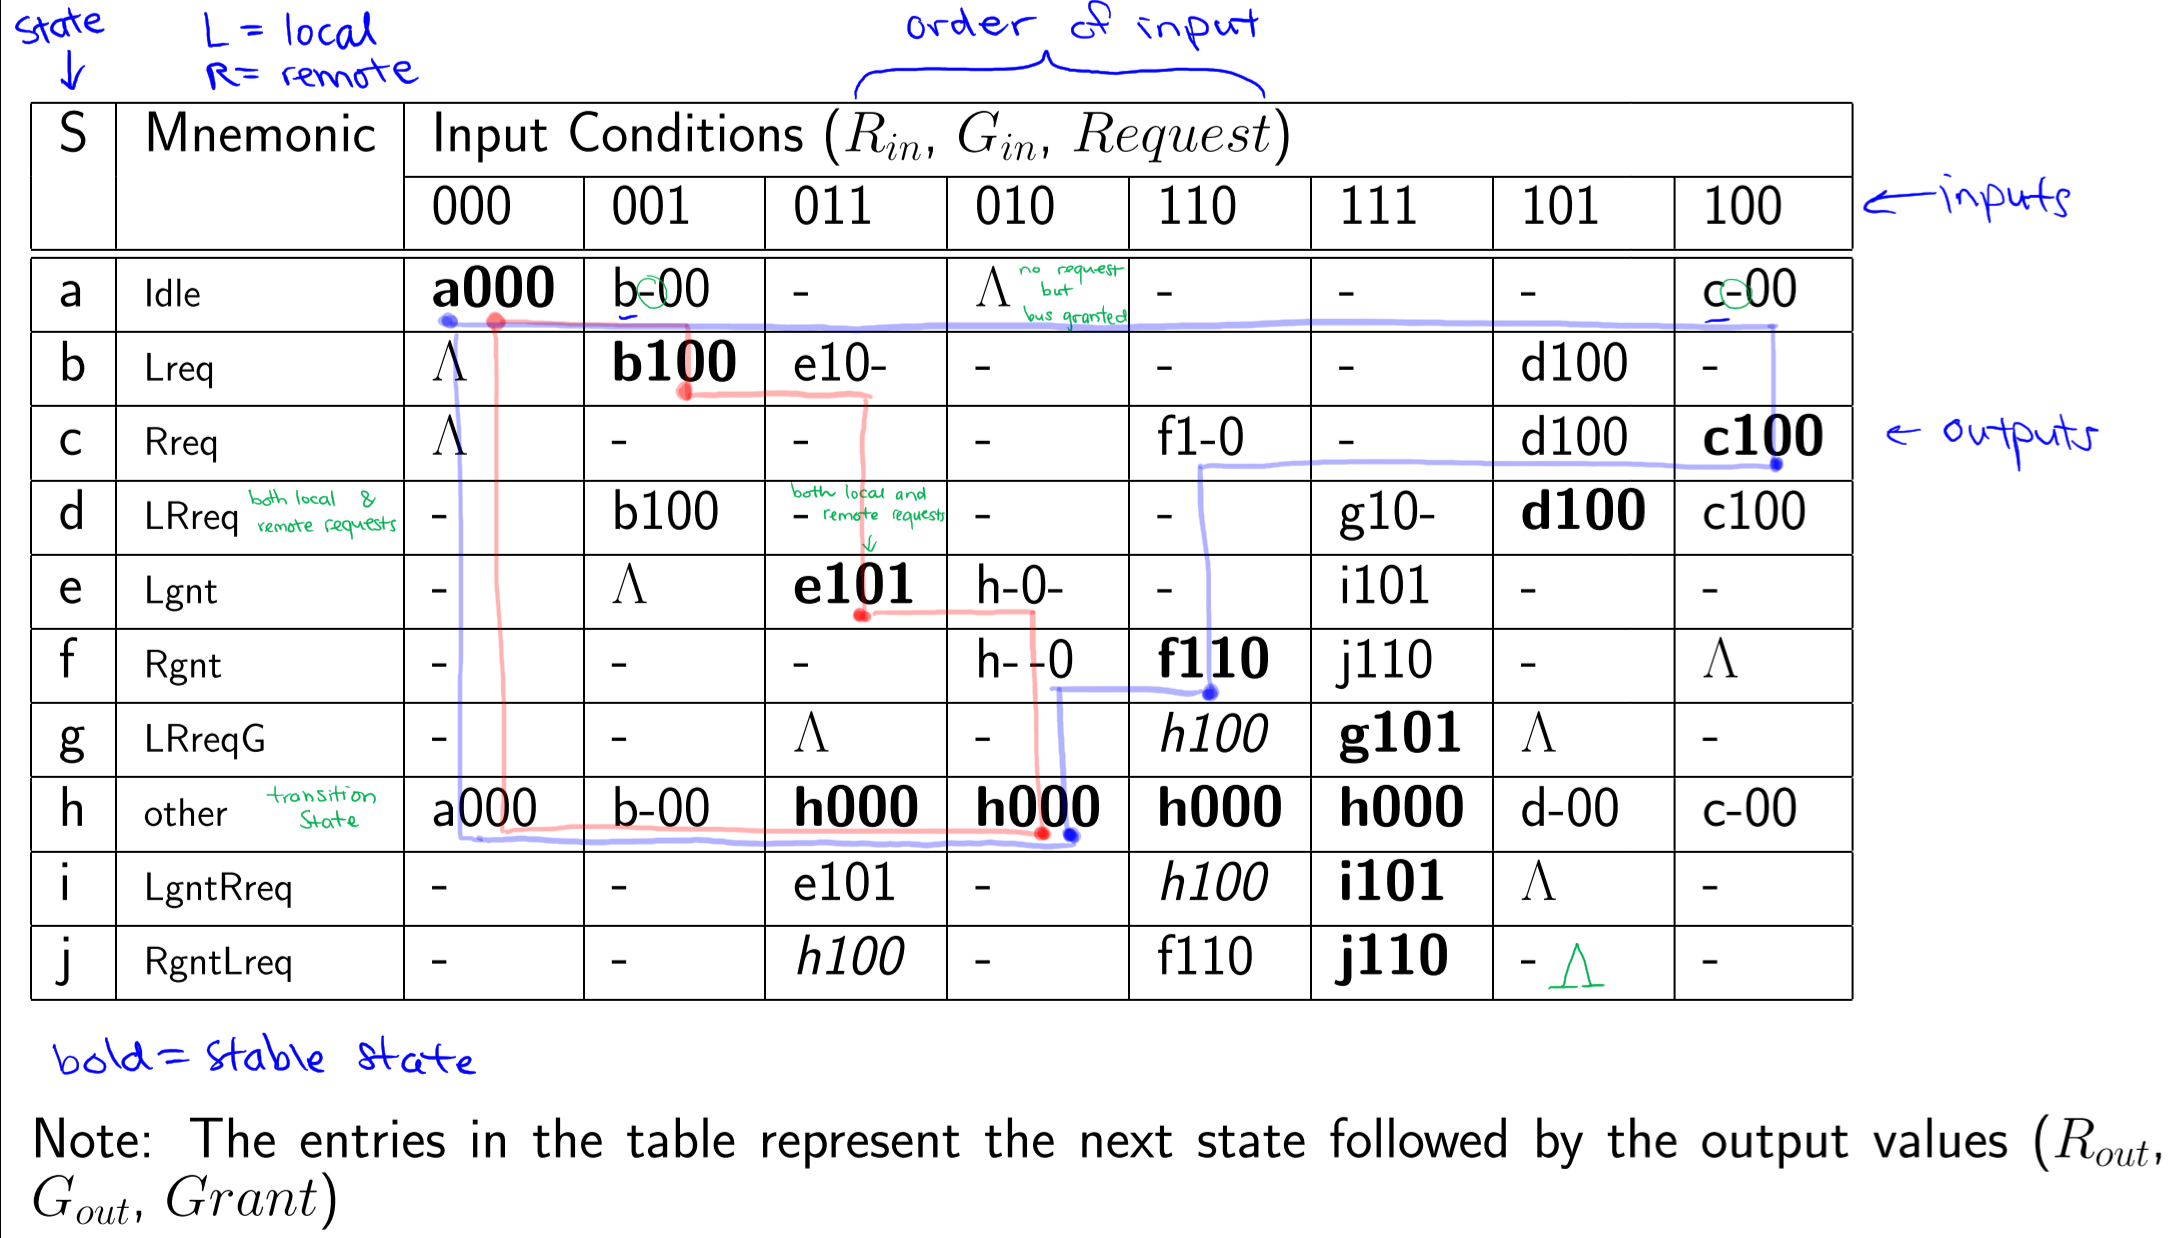 state L = local order of input
R= remote
S Mnemonic Input Conditions (R_in, G_in, Request)
000 001 011 010 110 111 101 100 ←inputs
a Idle a000 b-00 - Λ no request but bus granted - - - c-00
b Lreq Λ b100 e10- - - - d100 -
c Rreq Λ - - - f1-0 - d100 c100 ← outputs
d LRreq both local & remote requests - b100 - both local and remote requests - - g10- d100 c100
e Lgnt - Λ e101 h-0- - i101 - -
f Rgnt - - - h- -0 f110 j110 - Λ
g LRreqG - - Λ - h100 g101 Λ -
h other transition state a000 b-00 h000 h000 h000 h000 d-00 c-00
i LgntRreq - - e101 - h100 i101 Λ -
j RgntLreq - - h100 - f110 j110 - Λ -
bold = stable state
Note: The entries in the table represent the next state followed by the output values (R_out,
G_out, Grant)